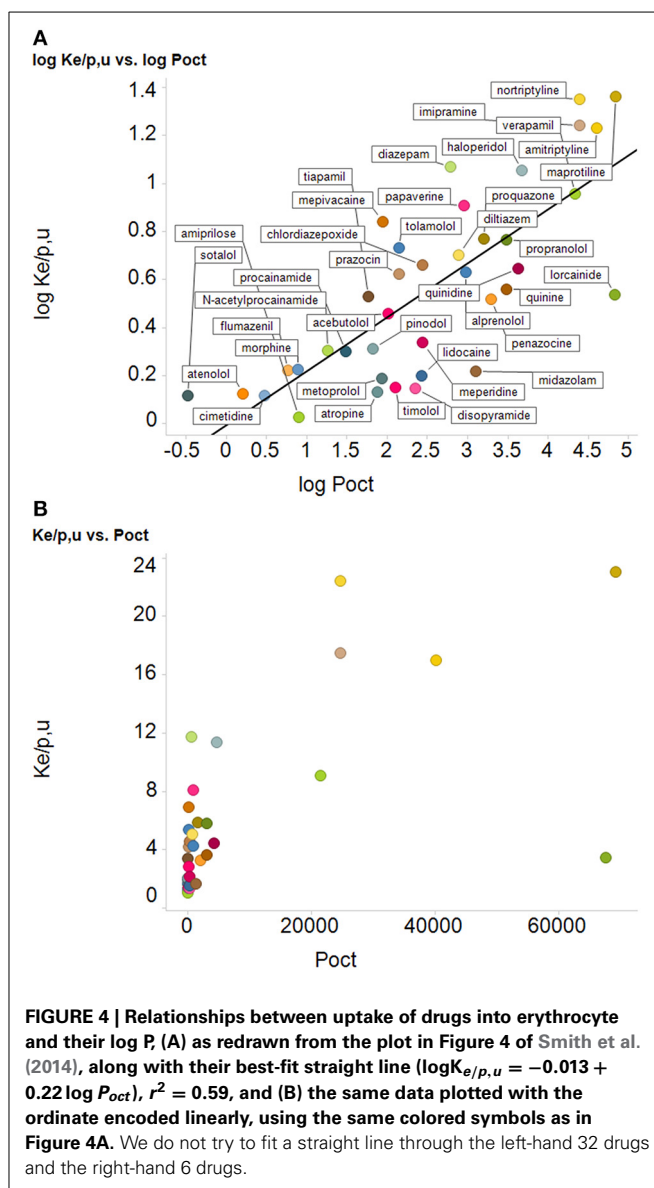 A
log Ke/p,u vs. log Poct
1.4
1.2
1
0.8
0.6
0.4
0.2
0
log Ke/p,u
nortriptyline
imipramine
verapamil
haloperidol
amitriptyline
diazepam
maprotiline
tiapamil
papaverine
proquazone
mepivacaine
diltiazem
amiprilose
tolamolol
chlordiazepoxide
propranolol
sotalol
prazocin
lorcainide
procainamide
quinidine
quinine
N-acetylprocainamide
acebutolol
pinodol
alprenolol
flumazenil
penazocine
morphine
lidocaine
atenolol
metoprolol
meperidine
midazolam
cimetidine
atropine
timolol
disopyramide
-0.5 0 0.5 1 1.5 2 2.5 3 3.5 4 4.5 5
log Poct
B
Ke/p,u vs. Poct
24
20
16
12
8
4
0
Ke/p,u
0 20000 40000 60000
Poct
FIGURE 4 | Relationships between uptake of drugs into erythrocyte
and their log P, (A) as redrawn from the plot in Figure 4 of Smith et al.
(2014), along with their best-fit straight line (logKe/p,u = −0.013 +
0.22 log Poct), r² = 0.59, and (B) the same data plotted with the
ordinate encoded linearly, using the same colored symbols as in
Figure 4A. We do not try to fit a straight line through the left-hand 32 drugs
and the right-hand 6 drugs.